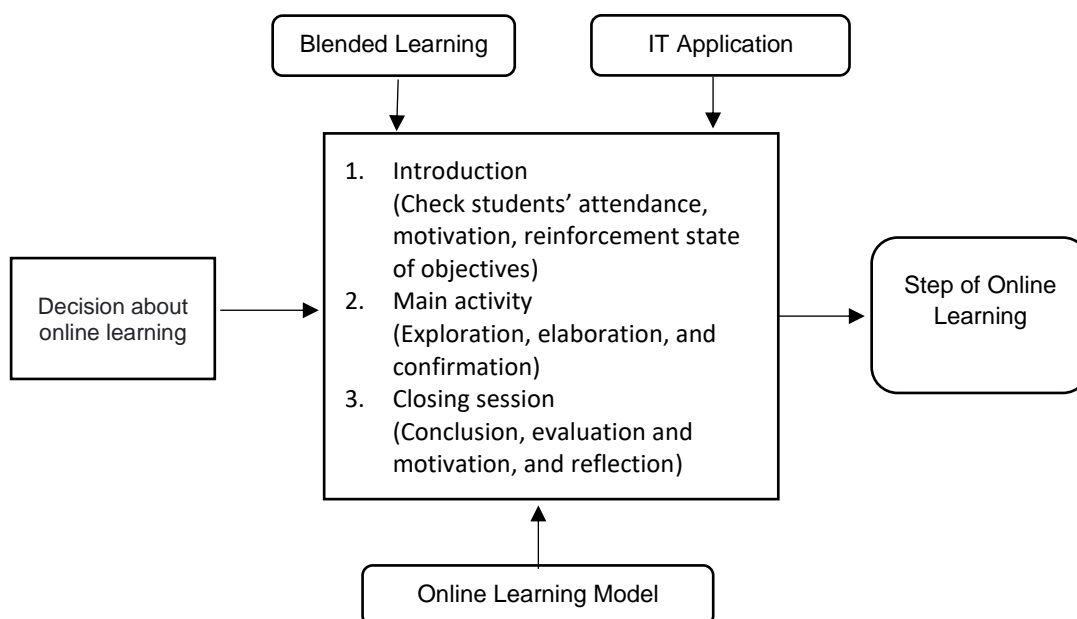 Blended Learning
IT Application
1. Introduction
(Check students’ attendance,
motivation, reinforcement state
of objectives)
2. Main activity
(Exploration, elaboration, and
confirmation)
3. Closing session
(Conclusion, evaluation and
motivation, and reflection)
Decision about
online learning
Step of Online
Learning
Online Learning Model